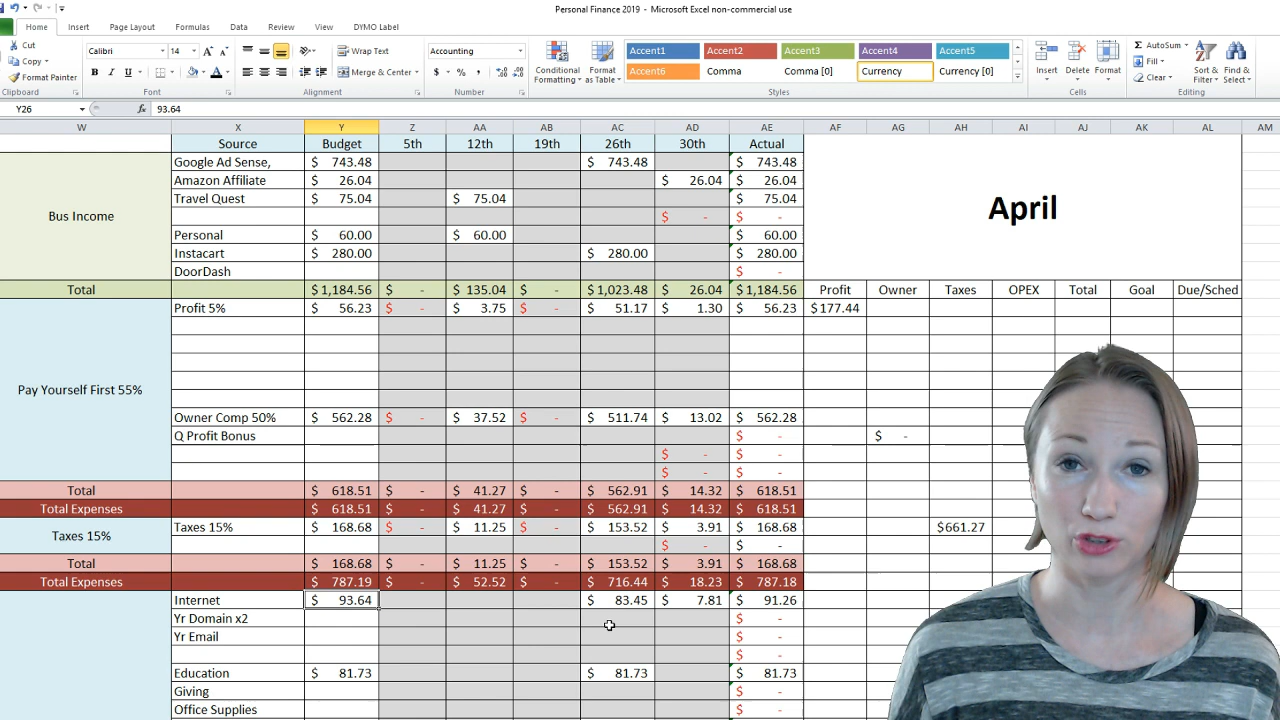 Personal Finance 2019 - Microsoft Excel non-commercial use
Home Insert Page Layout Formulas Data Review View DYMO Label
Cut
Copy
Format Painter
Clipboard
Calibri 14 A A
B I U A
Font
Wrap Text
Merge & Center
Alignment
Accounting
$ % ,
Number
Conditional Formatting
Format as Table
Accent1 Accent2 Accent3 Accent4 Accent5
Accent6 Comma Comma [0] Currency Currency [0]
Styles
Insert Delete Format
Cells
Σ AutoSum
Fill
Clear
Sort & Filter
Find & Select
Editing
Y26 fx 93.64
W X Y Z AA AB AC AD AE AF AG AH AI AJ AK AL AM
Source Budget 5th 12th 19th 26th 30th Actual
Google Ad Sense, $ 743.48 $ 743.48 $ 743.48
Amazon Affiliate $ 26.04 $ 26.04 $ 26.04
Travel Quest $ 75.04 $ 75.04 $ 75.04
Bus Income $ - $ -
April
Personal $ 60.00 $ 60.00 $ 60.00
Instacart $ 280.00 $ 280.00 $ 280.00
DoorDash $ -
Total $1,184.56 $ - $ 135.04 $ - $1,023.48 $ 26.04 $1,184.56 Profit Owner Taxes OPEX Total Goal Due/Sched
Profit 5% $ 56.23 $ - $ 3.75 $ - $ 51.17 $ 1.30 $ 56.23 $177.44
Pay Yourself First 55%
Owner Comp 50% $ 562.28 $ - $ 37.52 $ - $ 511.74 $ 13.02 $ 562.28
Q Profit Bonus $ - $ -
$ - $ -
$ - $ -
Total $ 618.51 $ - $ 41.27 $ - $ 562.91 $ 14.32 $ 618.51
Total Expenses $ 618.51 $ - $ 41.27 $ - $ 562.91 $ 14.32 $ 618.51
Taxes 15% $ 168.68 $ - $ 11.25 $ - $ 153.52 $ 3.91 $ 168.68 $661.27
Taxes 15% $ - $ -
Total $ 168.68 $ - $ 11.25 $ - $ 153.52 $ 3.91 $ 168.68
Total Expenses $ 787.19 $ - $ 52.52 $ - $ 716.44 $ 18.23 $ 787.18
Internet $ 93.64 $ 83.45 $ 7.81 $ 91.26
Yr Domain x2 $ -
Yr Email $ -
$ -
Education $ 81.73 $ 81.73 $ 81.73
Giving $ -
Office Supplies $ -